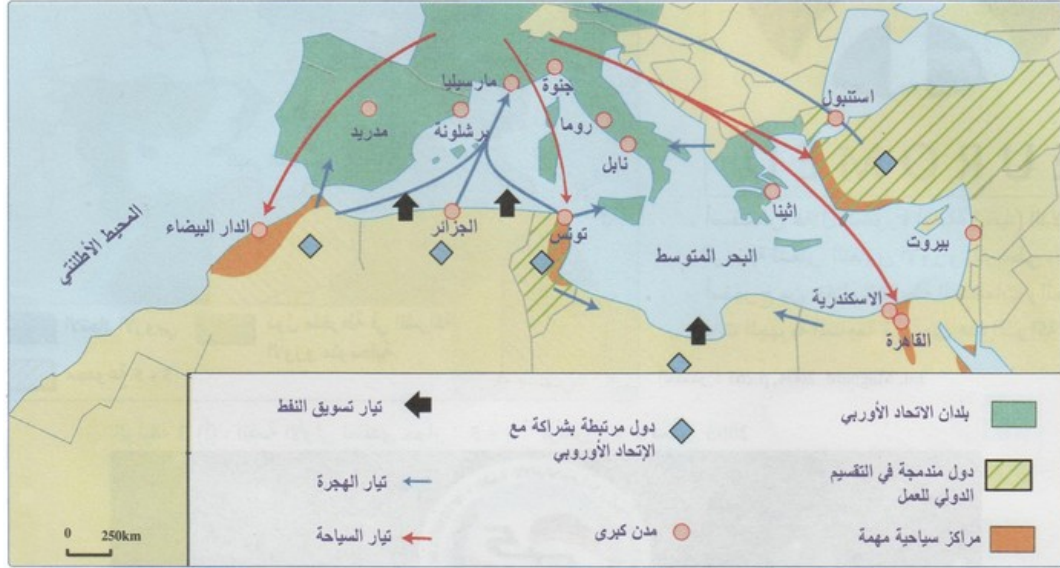 مارسيليا
جنوة
استنبول
مدريد
برشلونة
روما
نابل
اثينا
المحيط الأطلنتي
الدار البيضاء
الجزائر
تونس
البحر المتوسط
بيروت
الاسكندرية
القاهرة
بلدان الاتحاد الأوربي
دول مرتبطة بشراكة مع
الإتحاد الأوروبي
تيار تسويق النفط
دول مندمجة في التقسيم
الدولي للعمل
تيار الهجرة
مراكز سياحية مهمة
مدن كبرى
تيار السياحة
0 250km